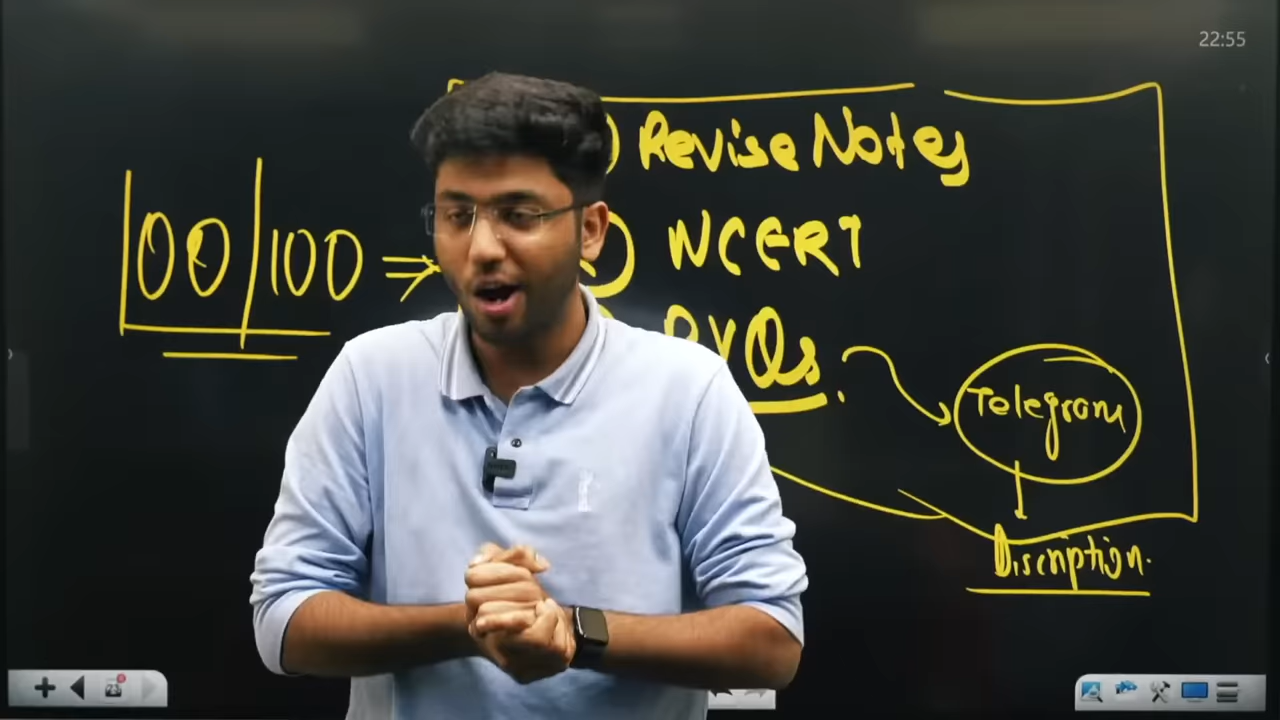 22:55
Revise Notes
100 | 100 ⇒
NCERT
PYQs.
Telegram
Discription.